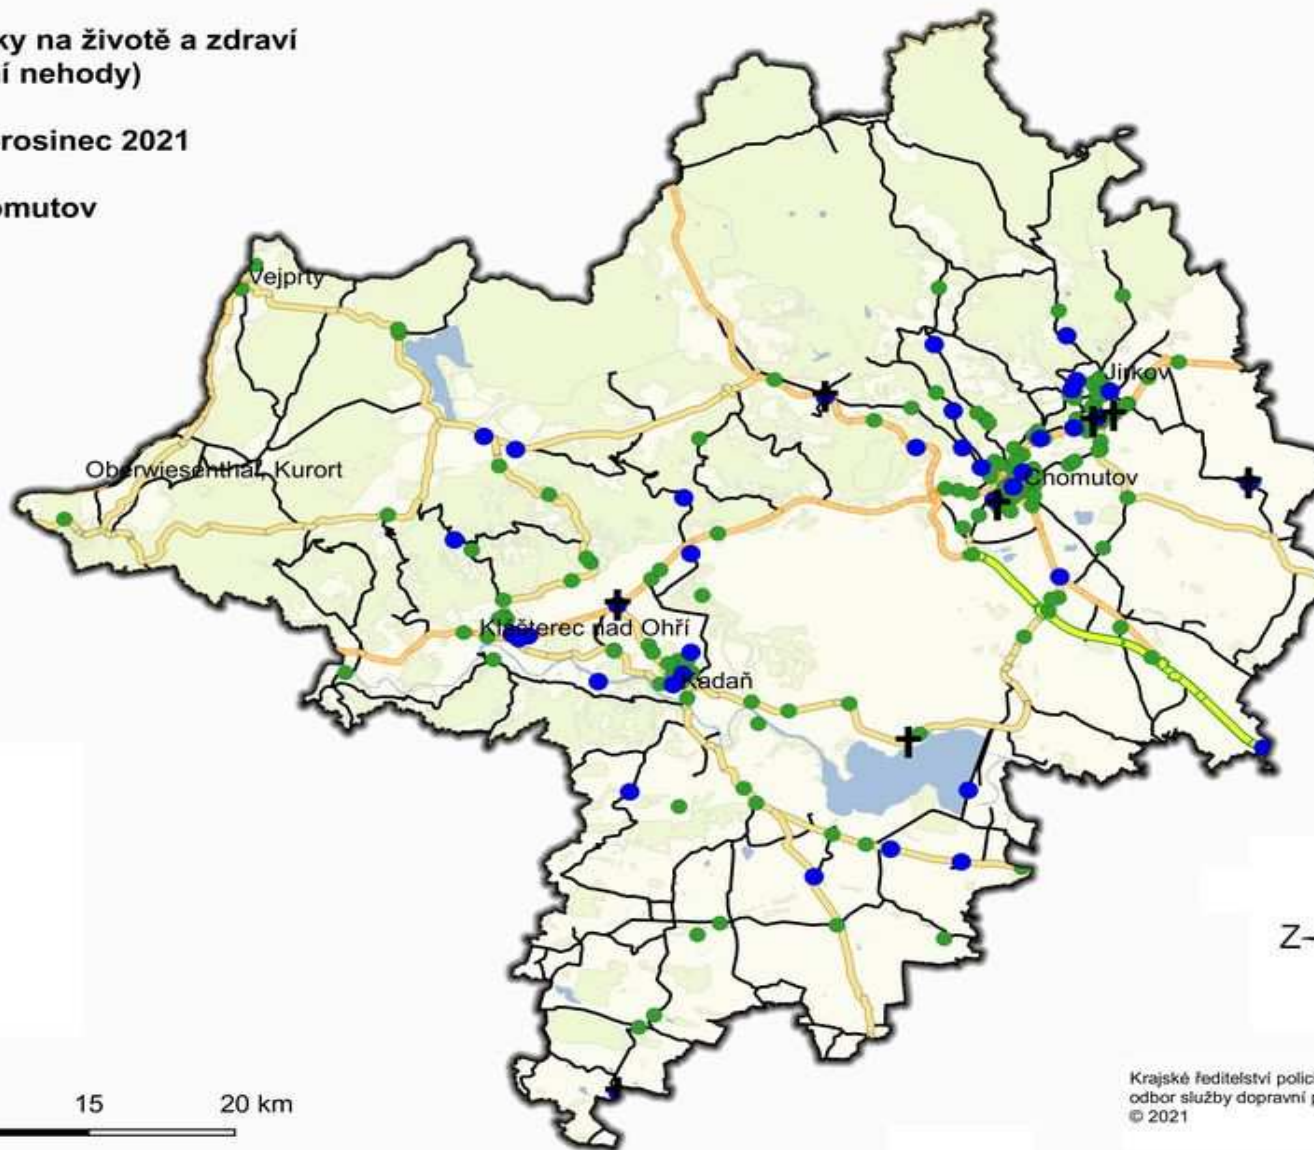 ky na životě a zdraví
í nehody)
rosinec 2021
omutov
Vejprty
Jirkov
Oberwiesenthal, Kurort
Chomutov
Klášterec nad Ohří
Kadaň
Z-
15 20 km
Krajské ředitelství polic
odbor služby dopravní p
© 2021